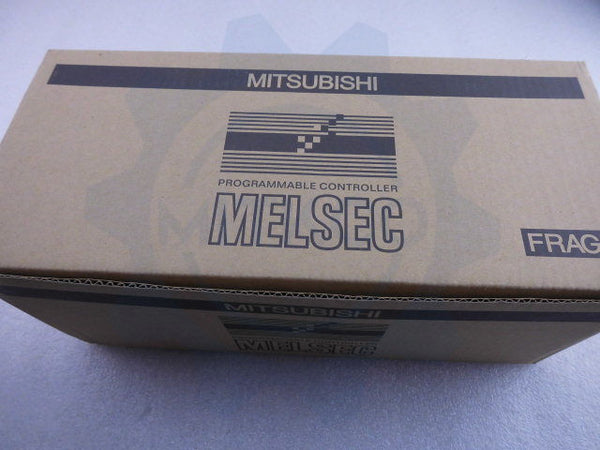 MITSUBISHI
PROGRAMMABLE CONTROLLER
MELSEC
FRAG
MITSUBISHI
MELSEC